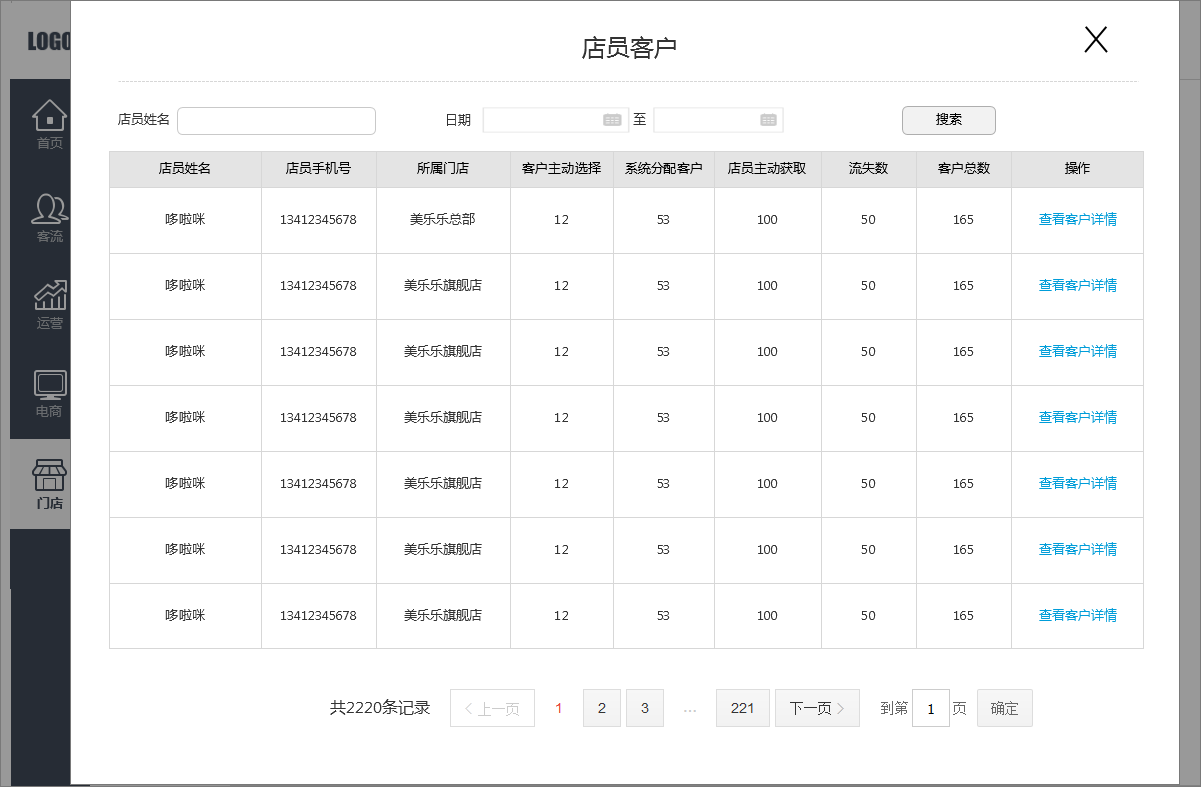 LOGO
店员客户
首页
客流
运营
电商
门店
店员姓名 日期 至 搜索
店员姓名 店员手机号 所属门店 客户主动选择 系统分配客户 店员主动获取 流失数 客户总数 操作
哆啦咪 13412345678 美乐乐总部 12 53 100 50 165 查看客户详情
哆啦咪 13412345678 美乐乐旗舰店 12 53 100 50 165 查看客户详情
哆啦咪 13412345678 美乐乐旗舰店 12 53 100 50 165 查看客户详情
哆啦咪 13412345678 美乐乐旗舰店 12 53 100 50 165 查看客户详情
哆啦咪 13412345678 美乐乐旗舰店 12 53 100 50 165 查看客户详情
哆啦咪 13412345678 美乐乐旗舰店 12 53 100 50 165 查看客户详情
哆啦咪 13412345678 美乐乐旗舰店 12 53 100 50 165 查看客户详情
共2220条记录 上一页 1 2 3 ... 221 下一页 到第 1 页 确定